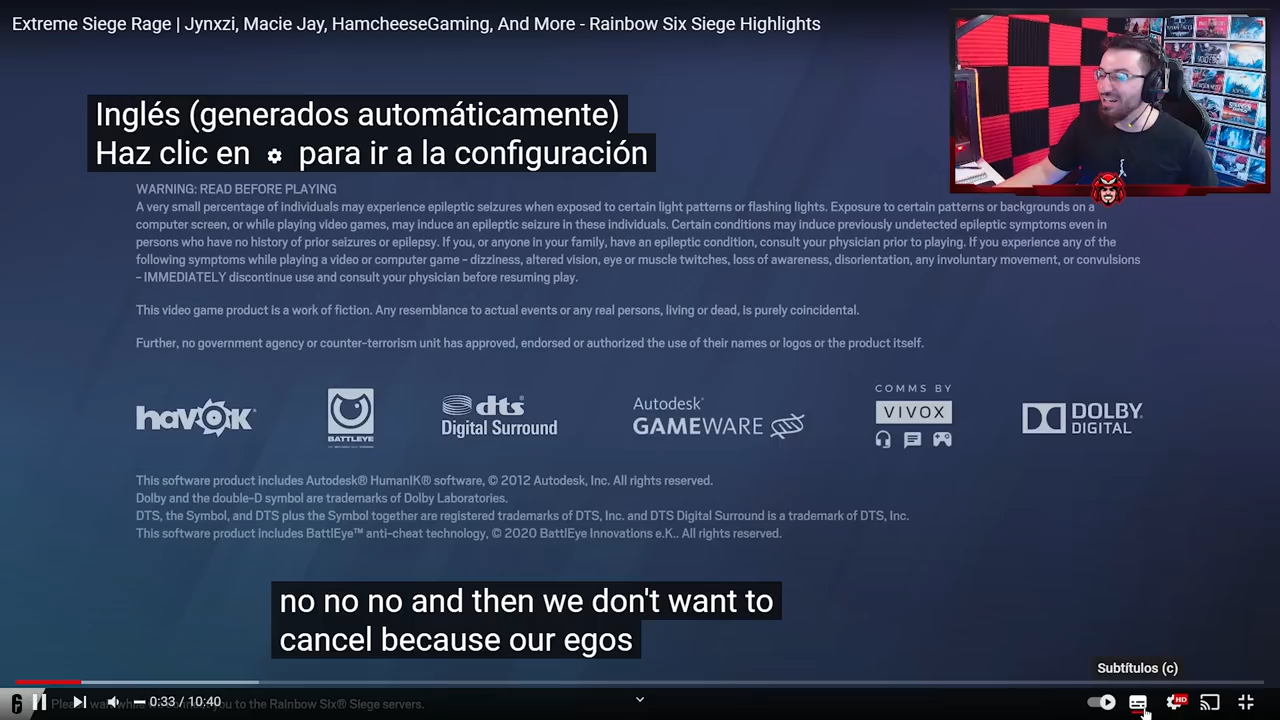 Extreme Siege Rage | Jynxzi, Macie Jay, HamcheeseGaming, And More - Rainbow Six Siege Highlights
Inglés (generados automáticamente)
Haz clic en para ir a la configuración
WARNING: READ BEFORE PLAYING
A very small percentage of individuals may experience epileptic seizures when exposed to certain light patterns or flashing lights. Exposure to certain patterns or backgrounds on a
computer screen, or while playing video games, may induce an epileptic seizure in these individuals. Certain conditions may induce previously undetected epileptic symptoms even in
persons who have no history of prior seizures or epilepsy. If you, or anyone in your family, have an epileptic condition, consult your physician prior to playing. If you experience any of the
following symptoms while playing a video or computer game - dizziness, altered vision, eye or muscle twitches, loss of awareness, disorientation, any involuntary movement, or convulsions
- IMMEDIATELY discontinue use and consult your physician before resuming play.
This video game product is a work of fiction. Any resemblance to actual events or any real persons, living or dead, is purely coincidental.
Further, no government agency or counter-terrorism unit has approved, endorsed or authorized the use of their names or logos or the product itself.
havok
BATTLEYE
dts
Digital Surround
Autodesk®
GAMEWARE
COMMS BY
VIVOX
DOLBY
DIGITAL
This software product includes Autodesk® HumanIK® software, © 2012 Autodesk, Inc. All rights reserved.
Dolby and the double-D symbol are trademarks of Dolby Laboratories.
DTS, the Symbol, and DTS plus the Symbol together are registered trademarks of DTS, Inc. and DTS Digital Surround is a trademark of DTS, Inc.
This software product includes BattlEye™ anti-cheat technology, © 2020 BattlEye Innovations e.K.. All rights reserved.
no no no and then we don't want to
cancel because our egos
Subtítulos (c)
0:33 / 10:40
HD
you to the Rainbow Six® Siege servers.